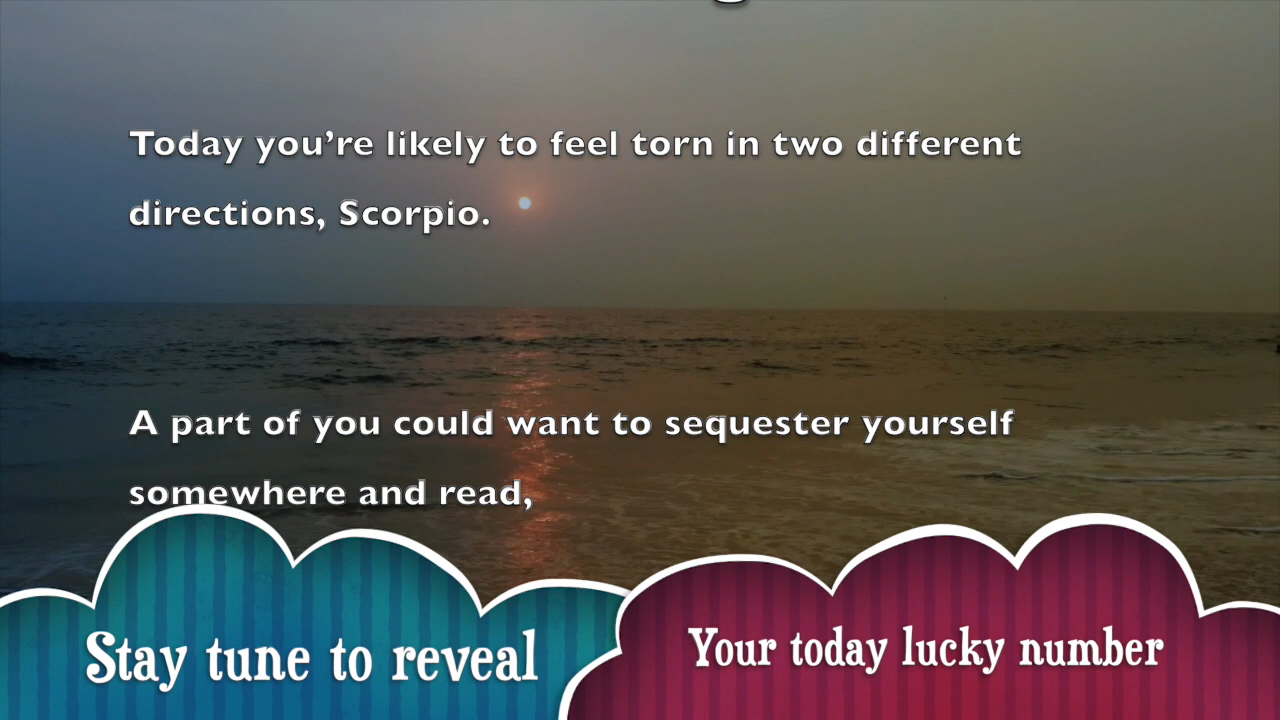 Today you’re likely to feel torn in two different
directions, Scorpio.
A part of you could want to sequester yourself
somewhere and read,
Stay tune to reveal
Your today lucky number